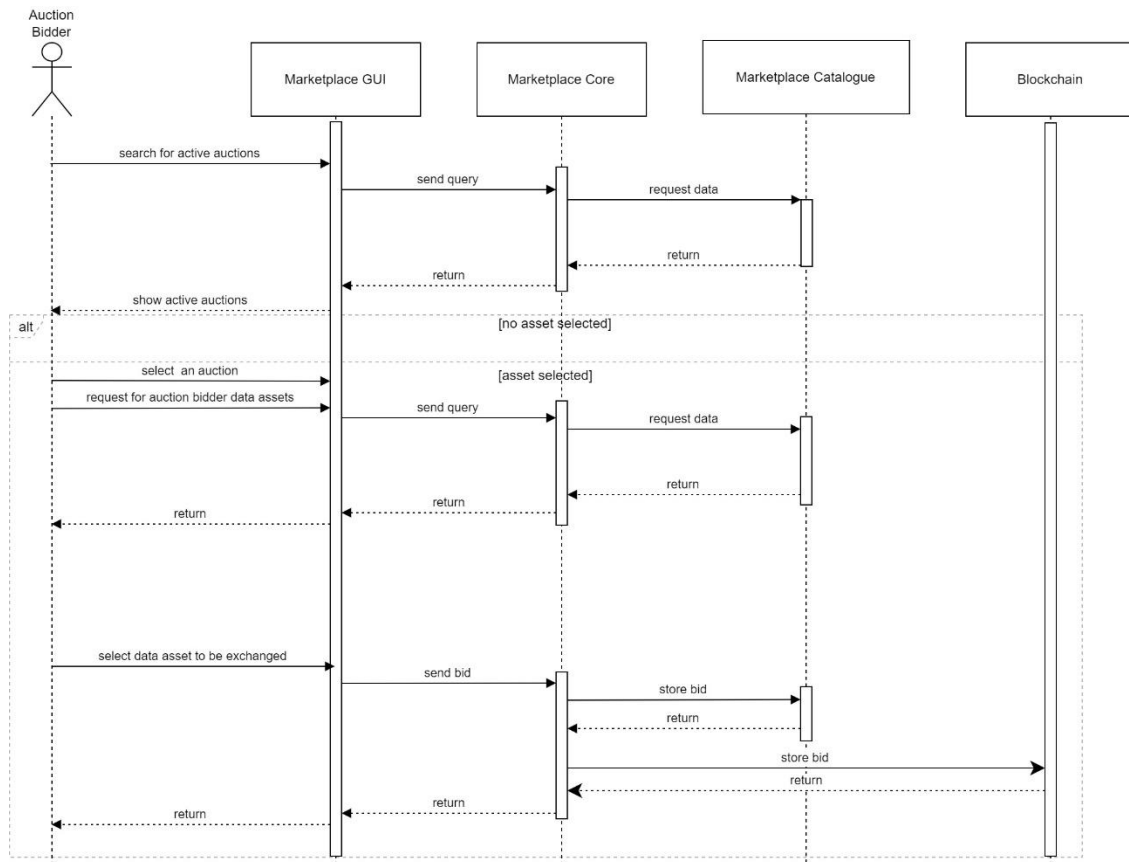 Auction
Bidder
Marketplace GUI
Marketplace Core
Marketplace Catalogue
Blockchain
search for active auctions
send query
request data
return
return
show active auctions
alt
[no asset selected]
select  an auction
[asset selected]
request for auction bidder data assets
send query
request data
return
return
return
select data asset to be exchanged
send bid
store bid
return
store bid
return
return
return